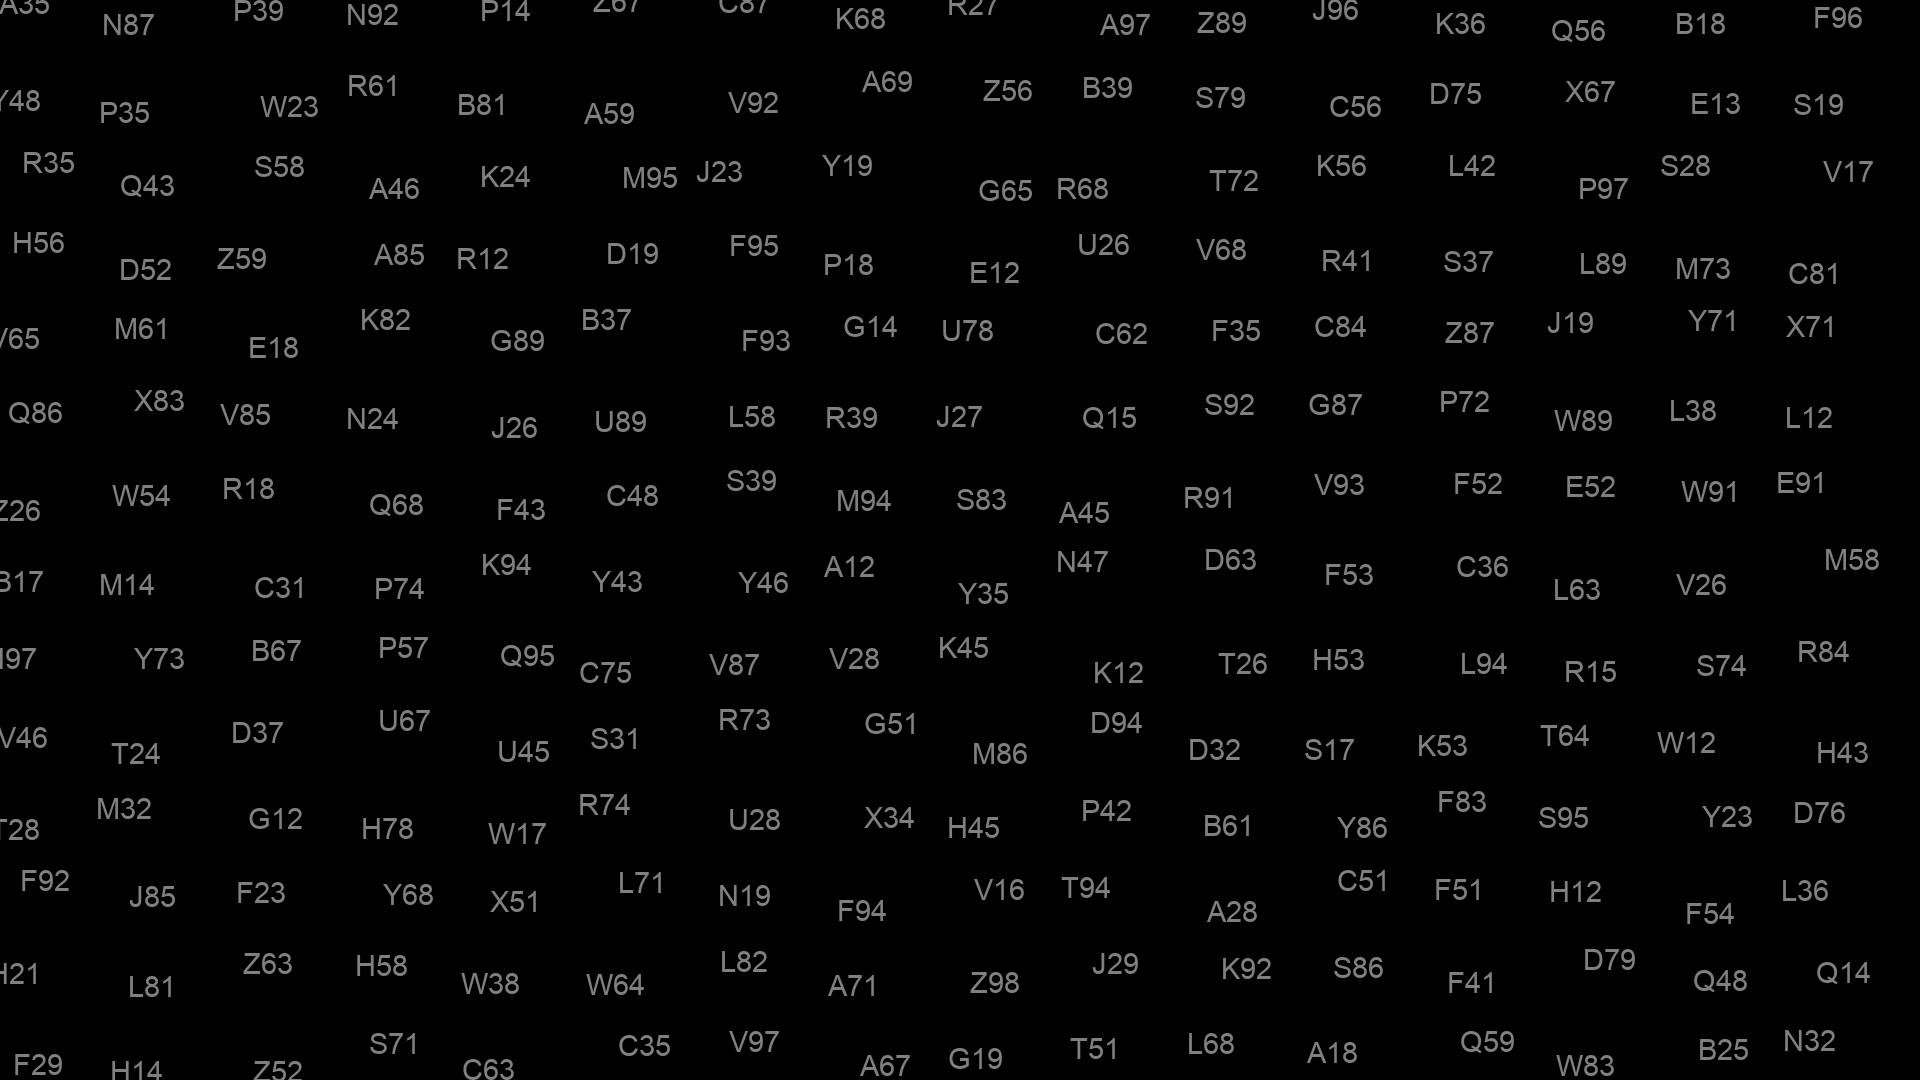 A35 N87 P39 N92 P14 Z67 C87 K68 R27 A97 Z89 J96 K36 Q56 B18 F96
Y48 P35 W23 R61 B81 A59 V92 A69 Z56 B39 S79 C56 D75 X67 E13 S19
R35 Q43 S58 A46 K24 M95 J23 Y19 G65 R68 T72 K56 L42 P97 S28 V17
H56 D52 Z59 A85 R12 D19 F95 P18 E12 U26 V68 R41 S37 L89 M73 C81
V65 M61 E18 K82 G89 B37 F93 G14 U78 C62 F35 C84 Z87 J19 Y71 X71
Q86 X83 V85 N24 J26 U89 L58 R39 J27 Q15 S92 G87 P72 W89 L38 L12
Z26 W54 R18 Q68 F43 C48 S39 M94 S83 A45 R91 V93 F52 E52 W91 E91
B17 M14 C31 P74 K94 Y43 Y46 A12 Y35 N47 D63 F53 C36 L63 V26 M58
Y73 B67 P57 Q95 C75 V87 V28 K45 K12 T26 H53 L94 R15 S74 R84
V46 T24 D37 U67 U45 S31 R73 G51 M86 D94 D32 S17 K53 T64 W12 H43
T28 M32 G12 H78 W17 R74 U28 X34 H45 P42 B61 Y86 F83 S95 Y23 D76
F92 J85 F23 Y68 X51 L71 N19 F94 V16 T94 A28 C51 F51 H12 F54 L36
H21 L81 Z63 H58 W38 W64 L82 A71 Z98 J29 K92 S86 F41 D79 Q48 Q14
F29 H14 Z52 S71 C63 C35 V97 A67 G19 T51 L68 A18 Q59 W83 B25 N32